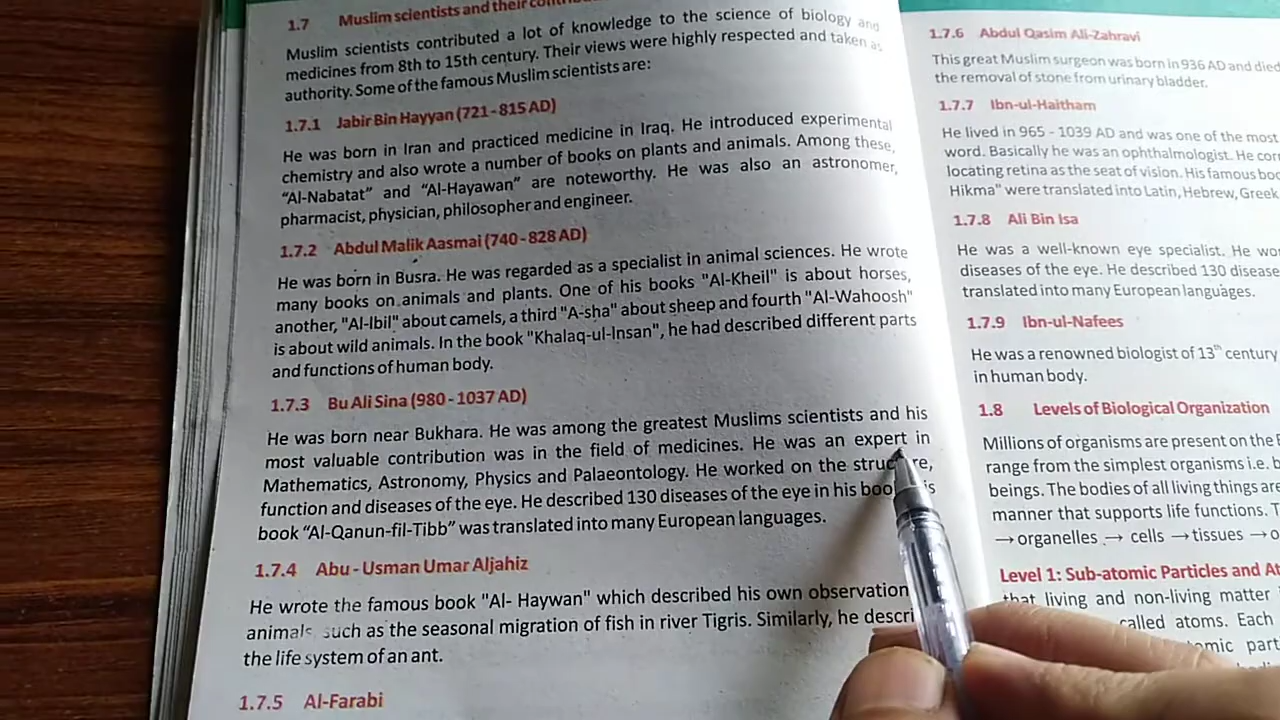 1.7 Muslim scientists and their
Muslim scientists contributed a lot of knowledge to the science of biology and
medicines from 8th to 15th century. Their views were highly respected and taken as
authority. Some of the famous Muslim scientists are:
1.7.1 Jabir Bin Hayyan (721-815 AD)
He was born in Iran and practiced medicine in Iraq. He introduced experimental
chemistry and also wrote a number of books on plants and animals. Among these,
"Al-Nabatat" and "Al-Hayawan" are noteworthy. He was also an astronomer,
pharmacist, physician, philosopher and engineer.
1.7.2 Abdul Malik Aasmai (740-828 AD)
He was born in Busra. He was regarded as a specialist in animal sciences. He wrote
many books on animals and plants. One of his books "Al-Kheil" is about horses,
another, "Al-Ibil" about camels, a third "A-sha" about sheep and fourth "Al-Wahoosh"
is about wild animals. In the book "Khalaq-ul-Insan", he had described different parts
and functions of human body.
1.7.3 Bu Ali Sina (980-1037 AD)
He was born near Bukhara. He was among the greatest Muslims scientists and his
most valuable contribution was in the field of medicines. He was an expert in
Mathematics, Astronomy, Physics and Palaeontology. He worked on the
function and diseases of the eye. He described 130 diseases of the eye in his
book "Al-Qanun-fil-Tibb" was translated into many European languages.
1.7.4 Abu - Usman Umar Aljahiz
He wrote the famous book "Al- Haywan" which described his own observation
animals such as the seasonal migration of fish in river Tigris. Similarly, he
the life system of an ant.
1.7.5 Al-Farabi
1.7.6 Abdul Qasim Ali-Zahravi
This great Muslim surgeon was born in 936 AD and died
the removal of stone from urinary bladder.
1.7.7 Ibn-ul-Haitham
He lived in 965 - 1039 AD and was one of the most
word. Basically he was an ophthalmologist. He
locating retina as the seat of vision. His famous
Hikma" were translated into Latin, Hebrew, Greek
1.7.8 Ali Bin Isa
He was a well-known eye specialist. He
diseases of the eye. He described 130
translated into many European languages.
1.7.9 Ibn-ul-Nafees
He was a renowned biologist of 13th century
in human body.
1.8 Levels of Biological Organization
Millions of organisms are present on the
range from the simplest organisms i.e.
beings. The bodies of all living things are
manner that supports life functions.
→organelles → cells →tissues →
Level 1: Sub-atomic Particles and
that living and non-living matter
called atoms. Each